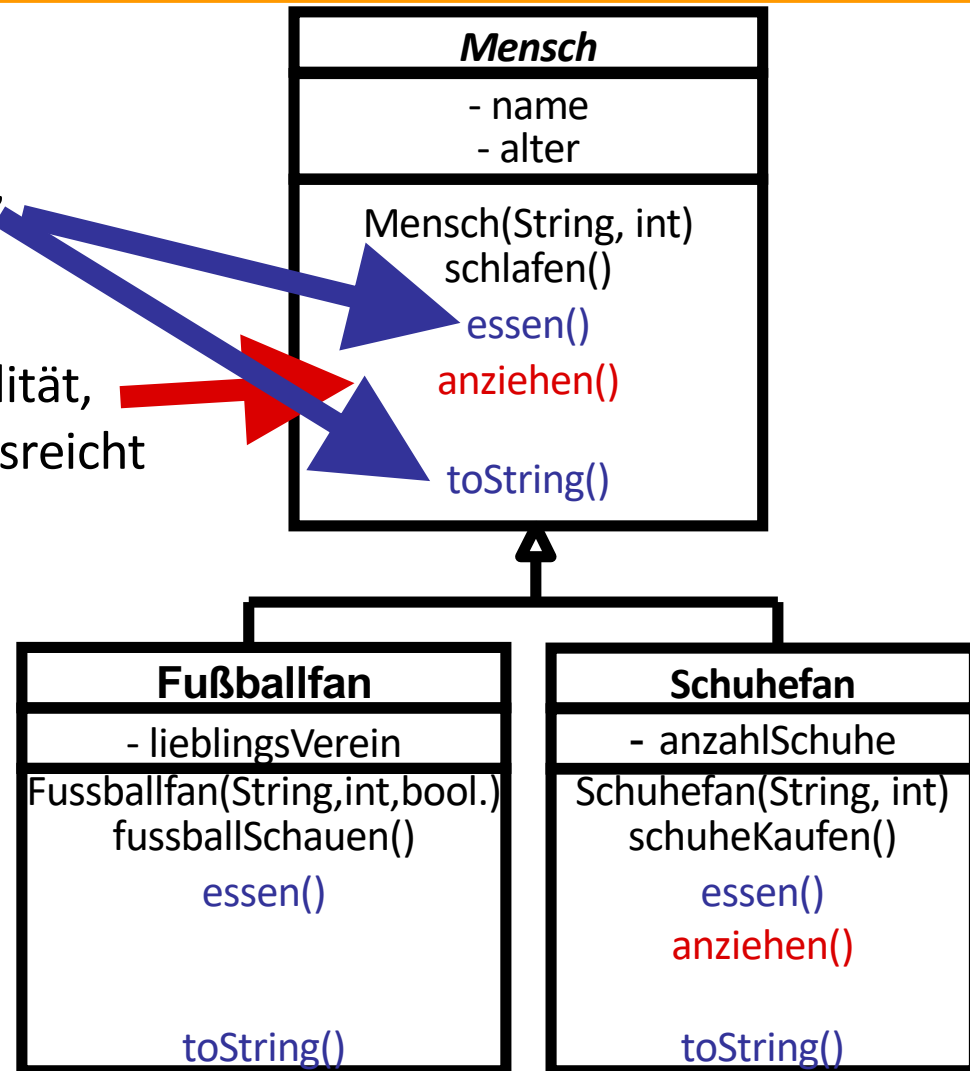 Mensch
- name
- alter
Mensch(String, int)
schlafen()
essen()
anziehen()
toString()
lität,
sreicht
Fußballfan
- lieblingsVerein
Fussballfan(String,int,bool.)
fussballSchauen()
essen()
toString()
Schuhefan
- anzahlSchuhe
Schuhefan(String, int)
schuheKaufen()
essen()
anziehen()
toString()